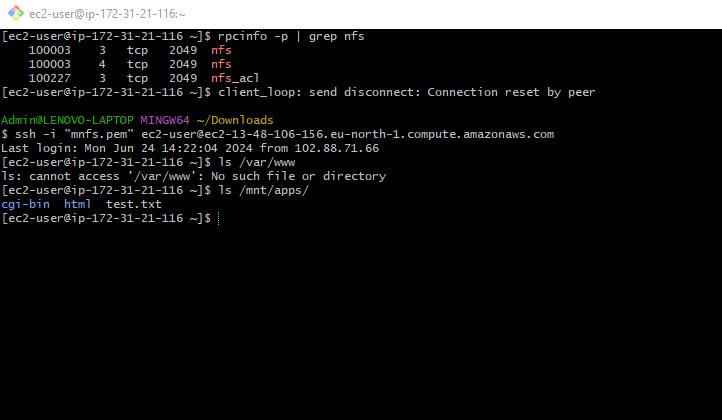 ec2-user@ip-172-31-21-116:~
[ec2-user@ip-172-31-21-116 ~]$ rpcinfo -p | grep nfs
    100003    3   tcp   2049  nfs
    100003    4   tcp   2049  nfs
    100227    3   tcp   2049  nfs_acl
[ec2-user@ip-172-31-21-116 ~]$ client_loop: send disconnect: Connection reset by peer
Admin@LENOVO-LAPTOP MINGW64 ~/Downloads
$ ssh -i "mnfs.pem" ec2-user@ec2-13-48-106-156.eu-north-1.compute.amazonaws.com
Last login: Mon Jun 24 14:22:04 2024 from 102.88.71.66
[ec2-user@ip-172-31-21-116 ~]$ ls /var/www
ls: cannot access '/var/www': No such file or directory
[ec2-user@ip-172-31-21-116 ~]$ ls /mnt/apps/
cgi-bin  html  test.txt
[ec2-user@ip-172-31-21-116 ~]$